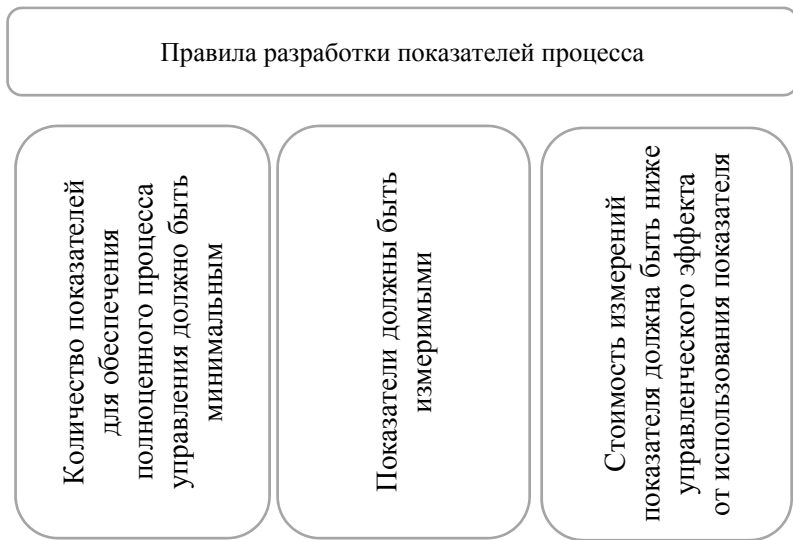 Правила разработки показателей процесса
Количество показателей
для обеспечения
полноценного процесса
управления должно быть
минимальным
Показатели должны быть
измеримыми
Стоимость измерений
показателя должна быть ниже
управленческого эффекта
от использования показателя